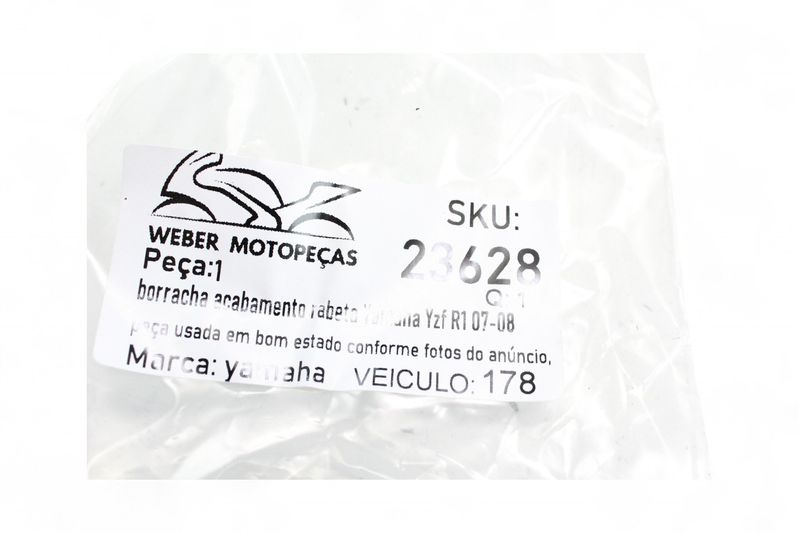 WEBER MOTOPEÇAS
SKU:
23628
Peça:1
Q: 1
borracha acabamento rabeta Yamaha Yzf R1 07-08
peça usada em bom estado conforme fotos do anúncio,
Marca: yamaha VEICULO: 178